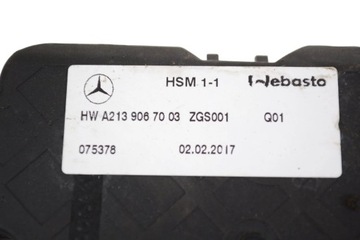 HSM 1-1 Webasto
HW A213 906 70 03 ZGS001 Q01
075378 02.02.2017